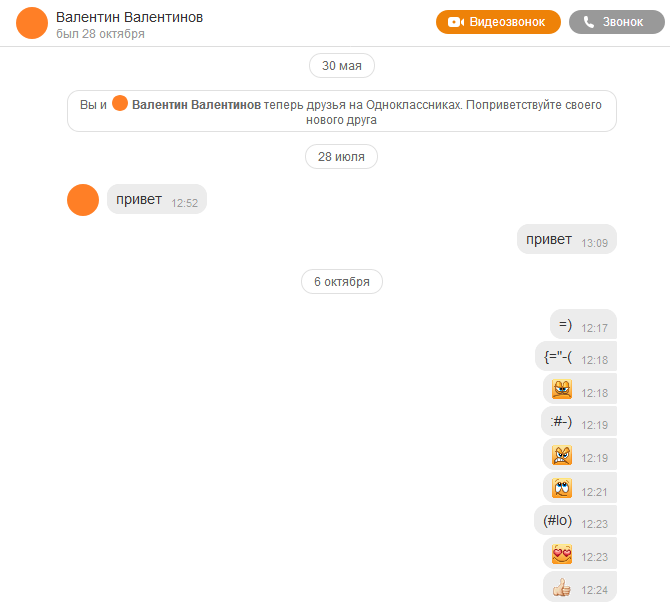 Валентин Валентинов
был 28 октября
Видеозвонок
Звонок
30 мая
Вы и Валентин Валентинов теперь друзья на Одноклассниках. Поприветствуйте своего
нового друга
28 июля
привет 12:52
привет 13:09
6 октября
=) 12:17
{="-( 12:18
12:18
:#-) 12:19
12:19
12:21
(#lo) 12:23
12:23
12:24